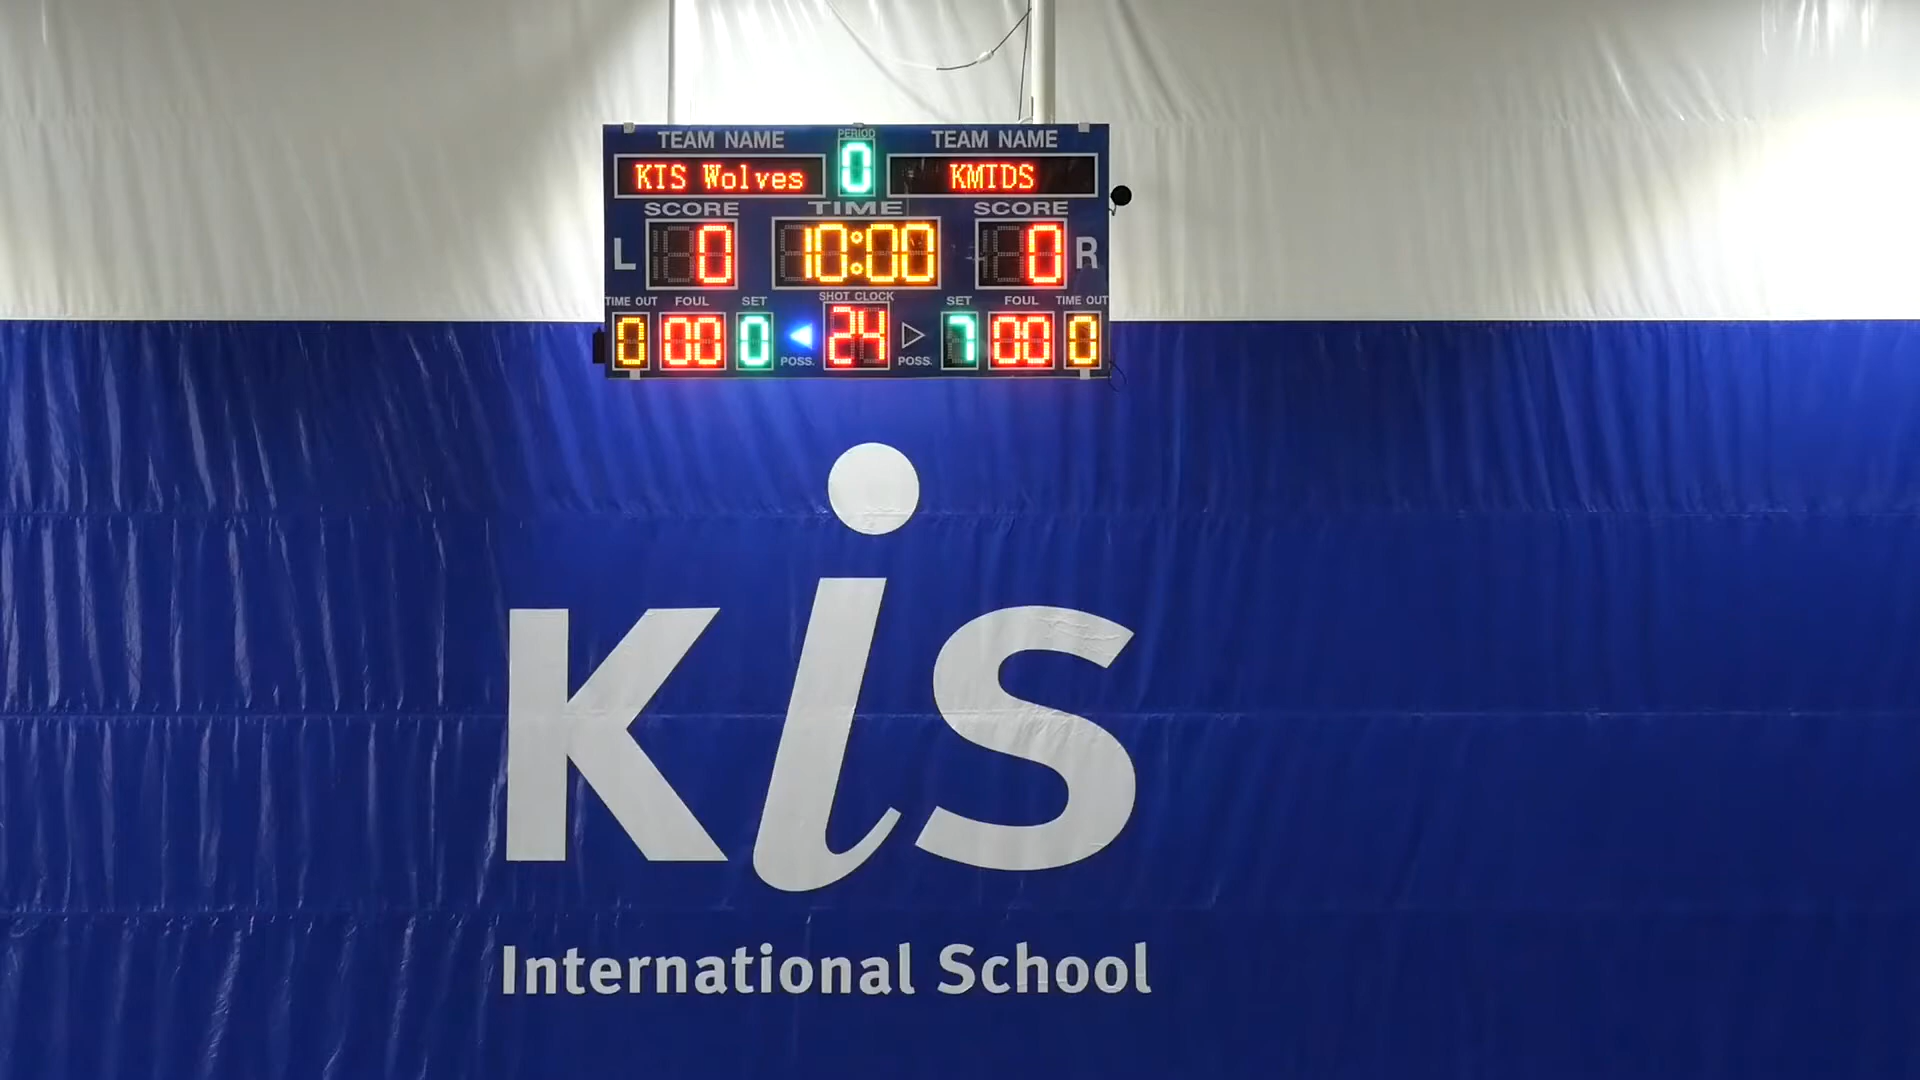 TEAM NAME PERIOD TEAM NAME
KIS Wolves 0 KMIDS
SCORE TIME SCORE
L 0 10:00 0 R
TIME OUT FOUL SET SHOT CLOCK SET FOUL TIME OUT
0 00 0 24 7 00 0
POSS. POSS.
KiS
International School